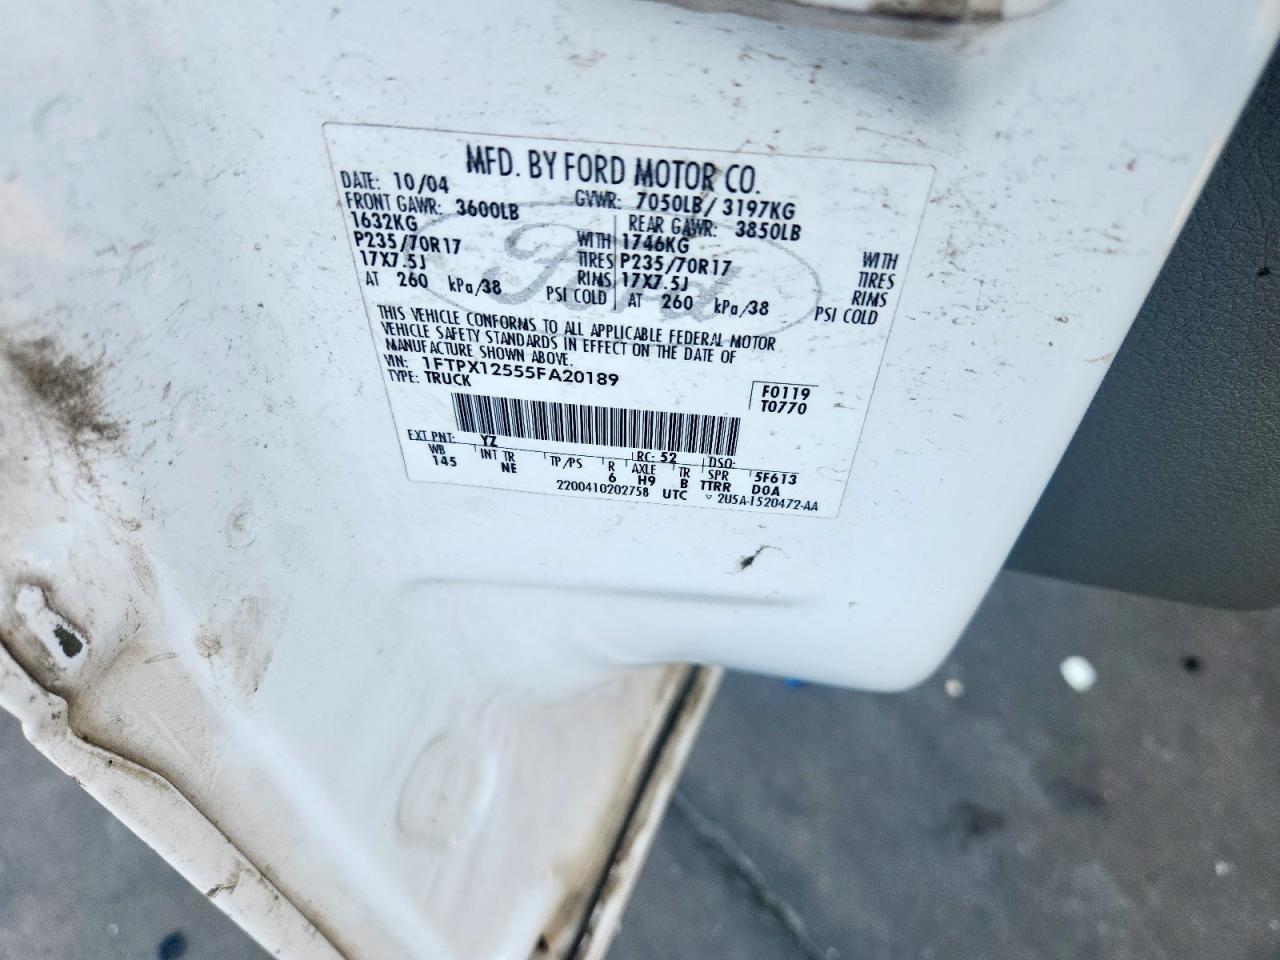 MFD. BY FORD MOTOR CO.
DATE: 10/04 GVWR: 7050LB/ 3197KG
FRONT GAWR: 3600LB REAR GAWR: 3850LB
1632KG WITH 1746KG WITH
P235/70R17 TIRES P235/70R17 TIRES
17X7.5J RIMS 17X7.5J RIMS
AT 260 kPa/38 PSI COLD AT 260 kPa/38 PSI COLD
Ford
THIS VEHICLE CONFORMS TO ALL APPLICABLE FEDERAL MOTOR
VEHICLE SAFETY STANDARDS IN EFFECT ON THE DATE OF
MANUFACTURE SHOWN ABOVE.
VIN: 1FTPX12555FA20189
TYPE: TRUCK
F0119
T0770
EXT PNT: YZ RC: 52 DSO:
WB INT TR TP/PS R AXLE TR SPR 5F613
145 NE 6 H9 B TTRR DOA
2200410202758 UTC ▽ 2U5A-1520472-AA